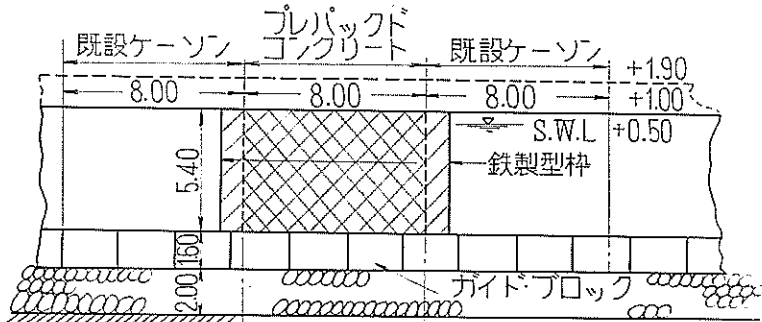 プレパックド
コンクリート
既設ケーソン
既設ケーソン
+1.90
8.00
8.00
8.00
+1.00
S.W.L +0.50
5.40
鉄製型枠
1.60
ガイド・ブロック
2.00